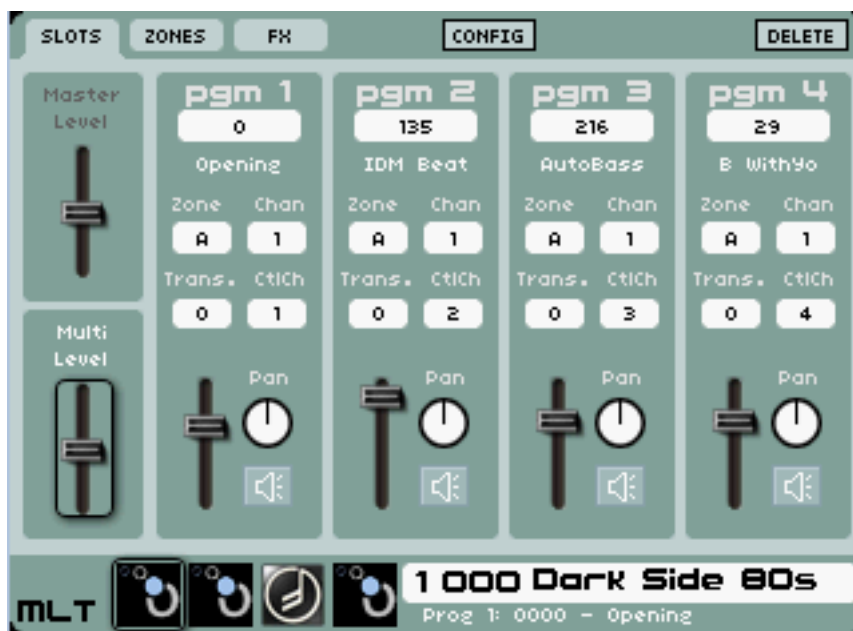 SLOTS ZONES FX CONFIG DELETE
Master Level
Multi Level
pgm 1
0
Opening
Zone Chan
A 1
Trans. CtlCh
0 1
Pan
pgm 2
135
IDM Beat
Zone Chan
A 1
Trans. CtlCh
0 2
Pan
pgm 3
216
AutoBass
Zone Chan
A 1
Trans. CtlCh
0 3
Pan
pgm 4
29
B WithYo
Zone Chan
A 1
Trans. CtlCh
0 4
Pan
MLT
1 000 Dark Side 80s
Prog 1: 0000 - Opening